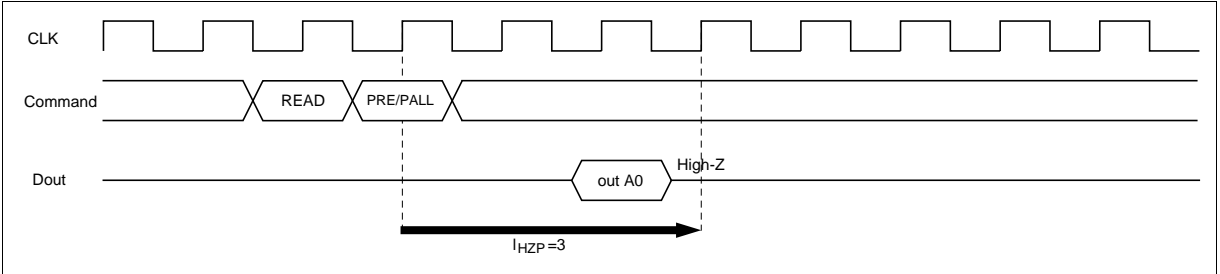 CLK
Command
READ
PRE/PALL
Dout
out A0
High-Z
lHZP=3